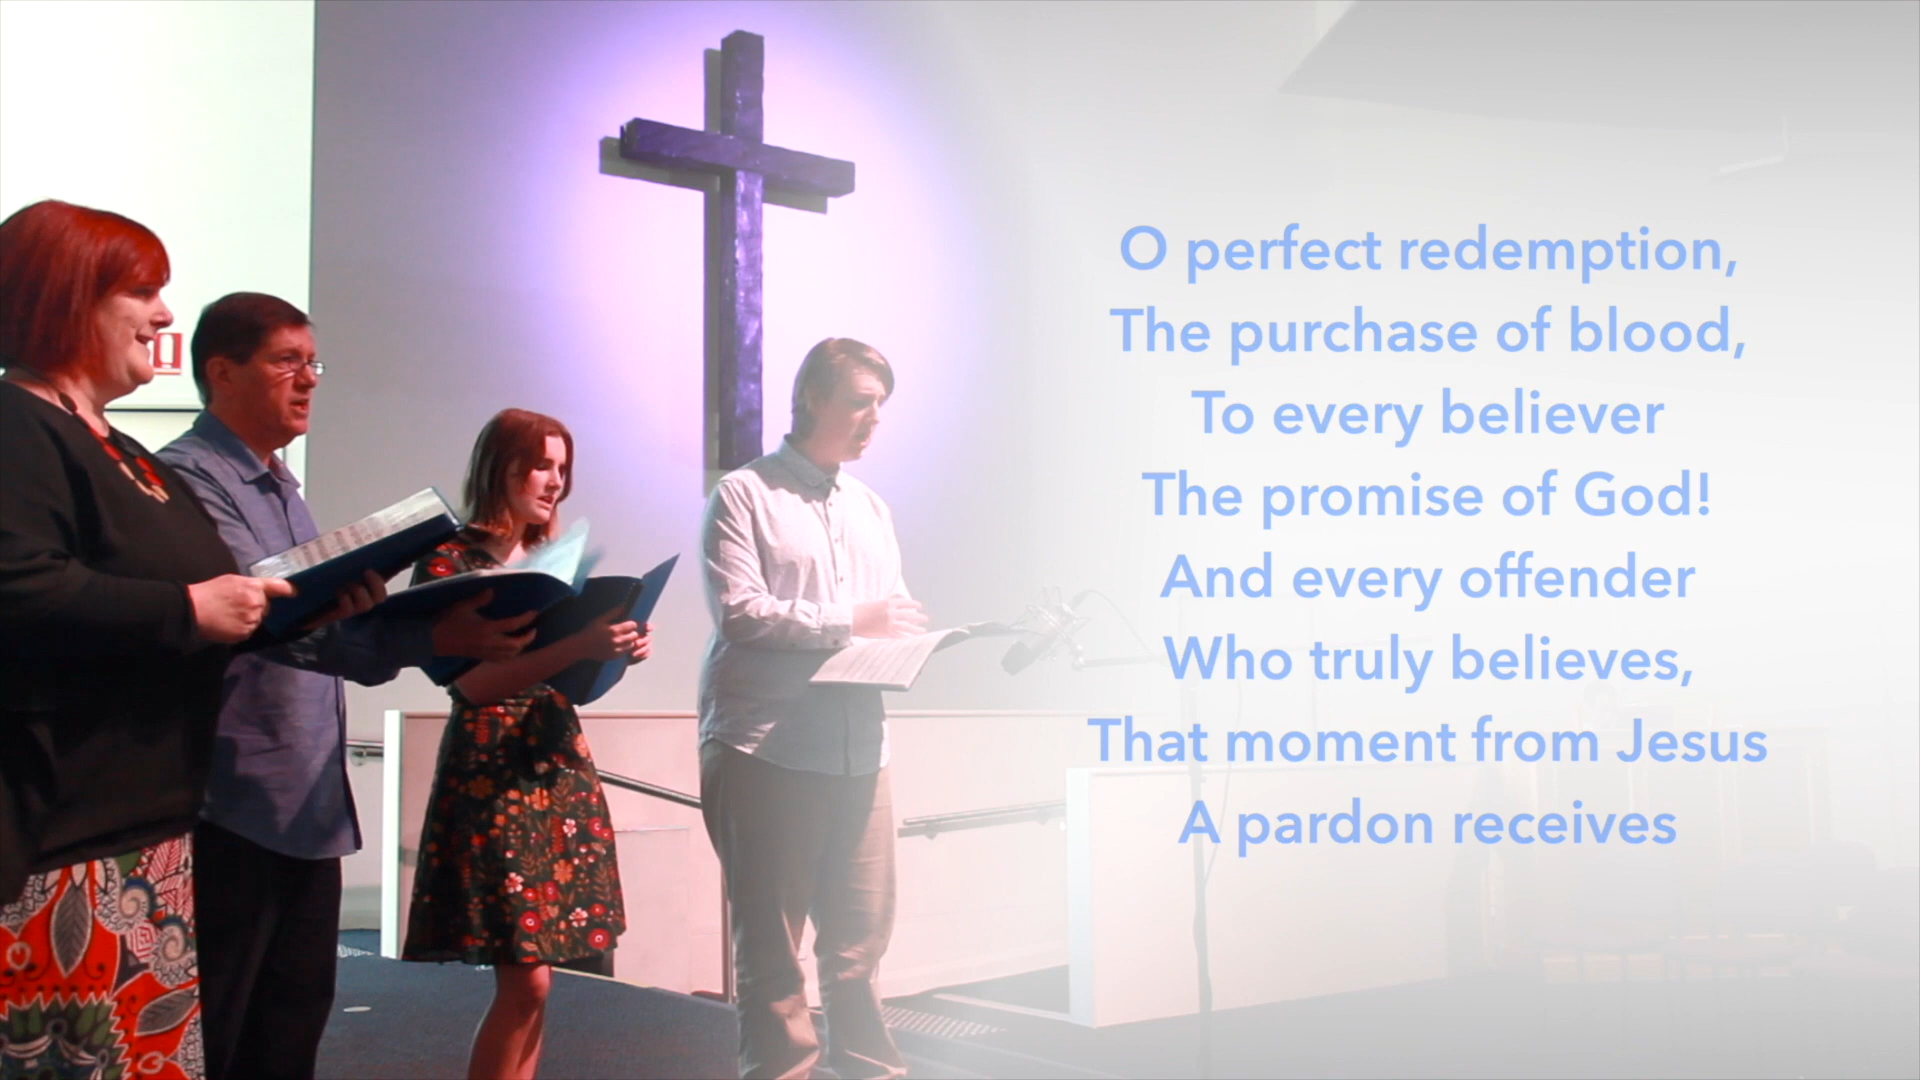 O perfect redemption,
The purchase of blood,
To every believer
The promise of God!
And every offender
Who truly believes,
That moment from Jesus
A pardon receives